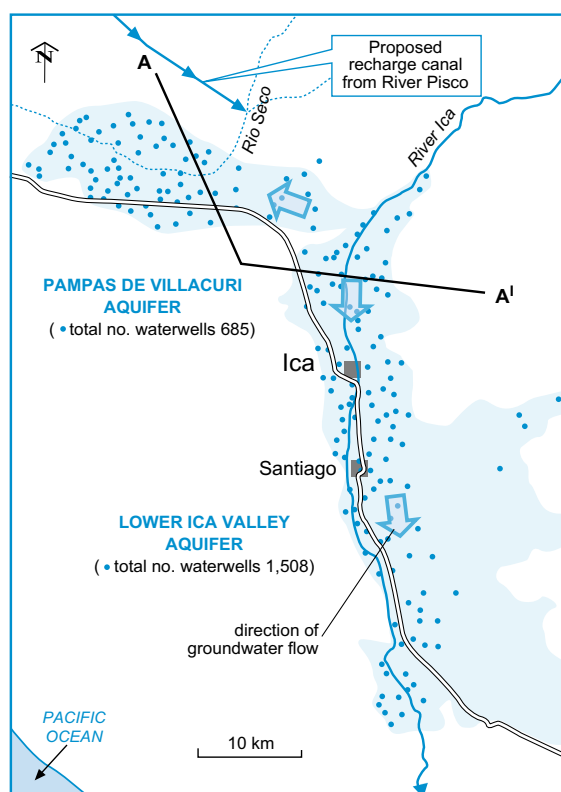 N
A
Proposed
recharge canal
from River Pisco
Rio Seco
River Ica
PAMPAS DE VILLACURI
AQUIFER
( • total no. waterwells 685)
Aᴵ
Ica
Santiago
LOWER ICA VALLEY
AQUIFER
( • total no. waterwells 1,508)
direction of
groundwater flow
PACIFIC
OCEAN
10 km